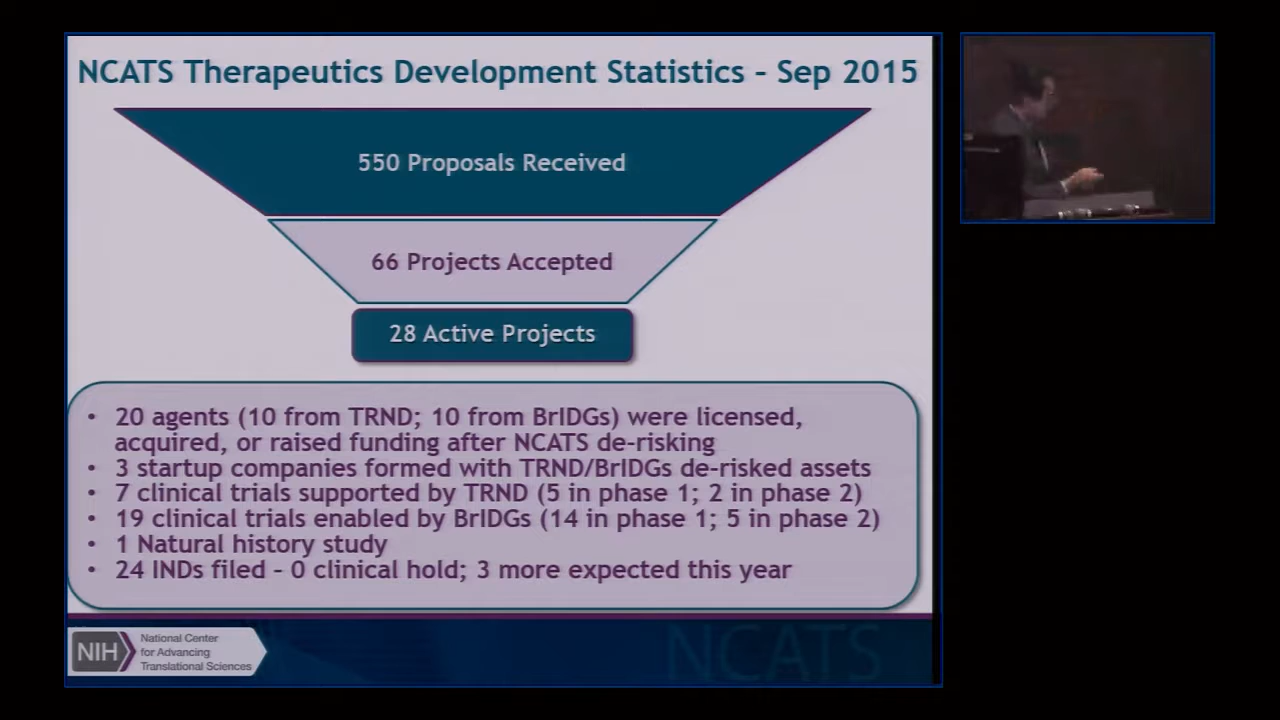 NCATS Therapeutics Development Statistics – Sep 2015
550 Proposals Received
66 Projects Accepted
28 Active Projects
• 20 agents (10 from TRND; 10 from BrIDGs) were licensed,
acquired, or raised funding after NCATS de-risking
• 3 startup companies formed with TRND/BrIDGs de-risked assets
• 7 clinical trials supported by TRND (5 in phase 1; 2 in phase 2)
• 19 clinical trials enabled by BrIDGs (14 in phase 1; 5 in phase 2)
• 1 Natural history study
• 24 INDs filed – 0 clinical hold; 3 more expected this year
NIH
National Center
for Advancing
Translational Sciences
NCATS